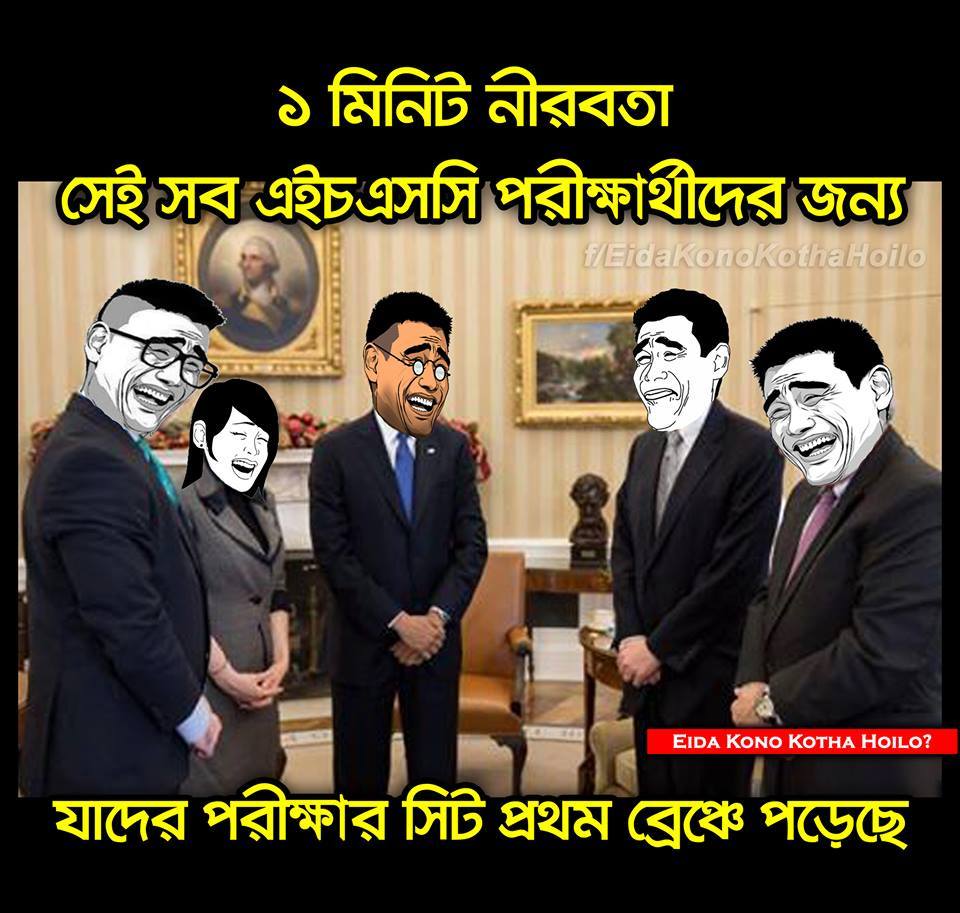 ১ মিনিট নীরবতা
সেই সব এইচএসসি পরীক্ষার্থীদের জন্য
f/EidaKonoKothaHoilo
EIDA KONO KOTHA HOILO?
যাদের পরীক্ষার সিট প্রথম ব্রেঞ্চে পড়েছে